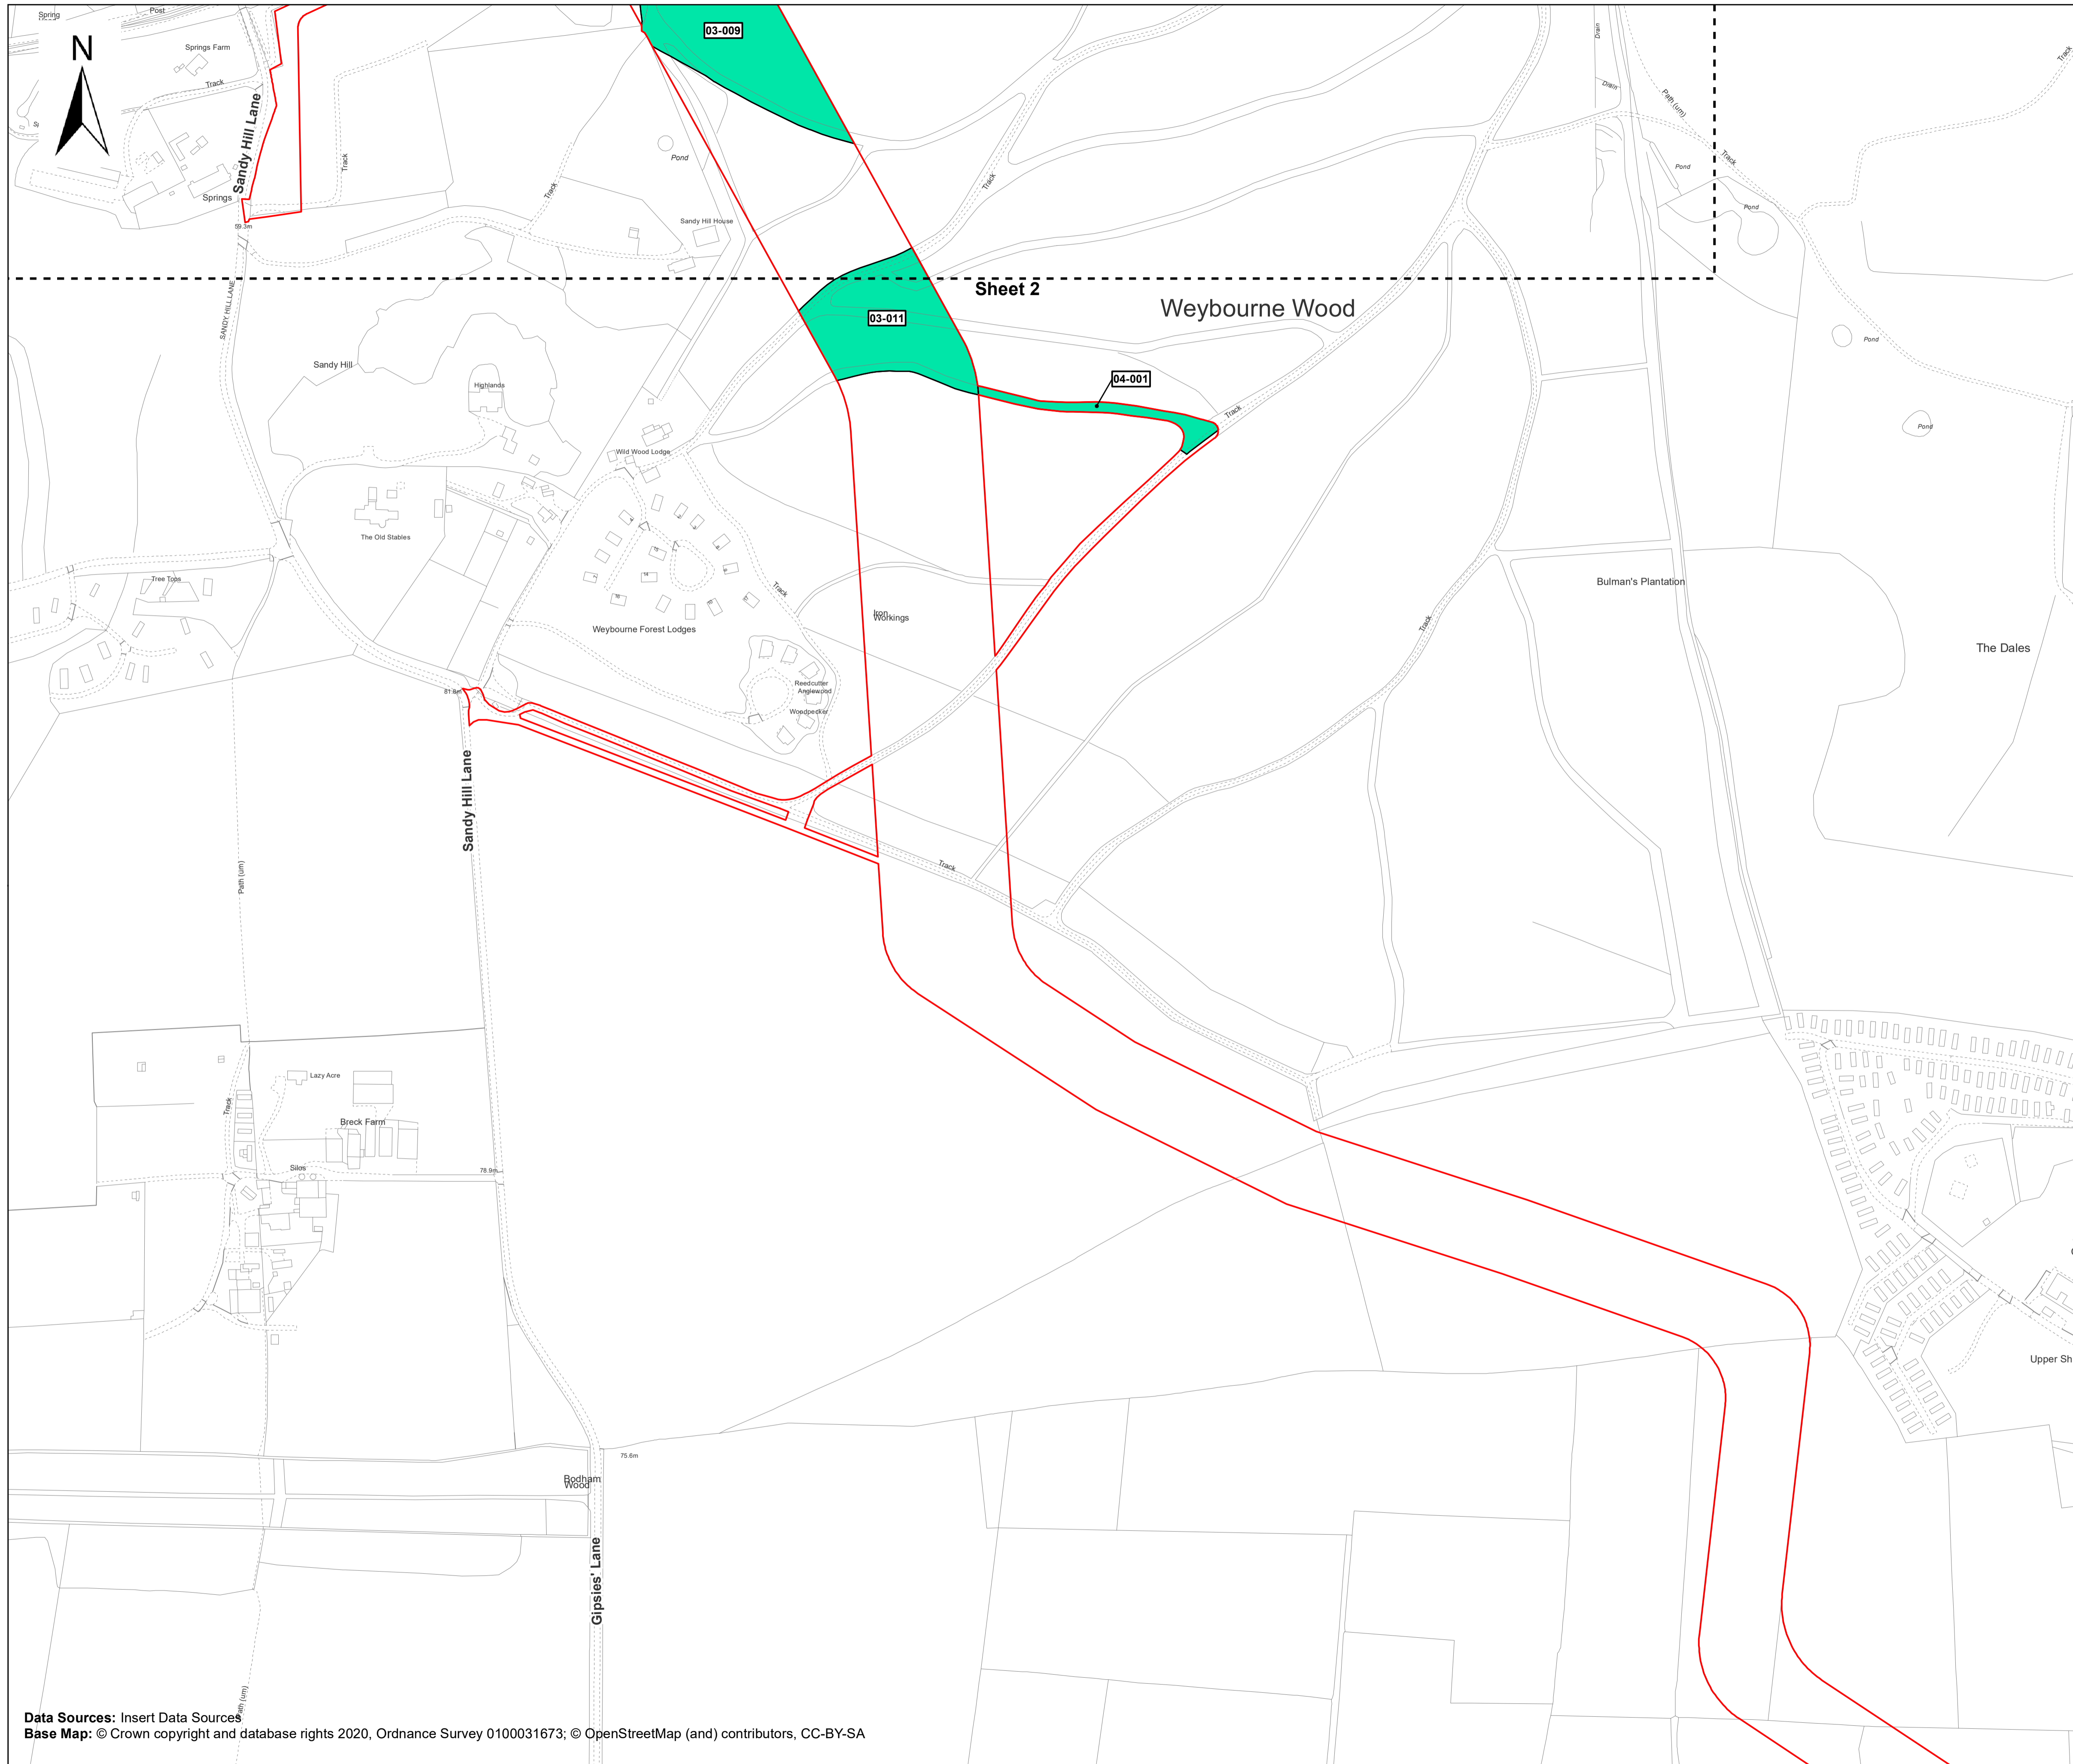 Spring
Post
N
Springs Farm
Track
Sandy Hill Lane
Springs
59.3m
Track
Track
Pond
Sandy Hill House
03-009
Track
Drain
Drain
Path (um)
Track
Track
Pond
Pond
SANDY HILL LANE
Sheet 2
Weybourne Wood
03-011
Sandy Hill
Highlands
04-001
Track
Pond
Pond
Wild Wood Lodge
The Old Stables
Tree Tops
Track
Iron
Workings
Weybourne Forest Lodges
Bulman's Plantation
Track
The Dales
Reedcutter
Anglewood
Woodpecker
81.8m
Sandy Hill Lane
Path (um)
Track
Lazy Acre
Track
Breck Farm
Silos
78.9m
Upper Sh
75.6m
Bodham
Wood
Gipsies' Lane
Path (um)
Data Sources: Insert Data Sources
Base Map: © Crown copyright and database rights 2020, Ordnance Survey 0100031673; © OpenStreetMap (and) contributors, CC-BY-SA